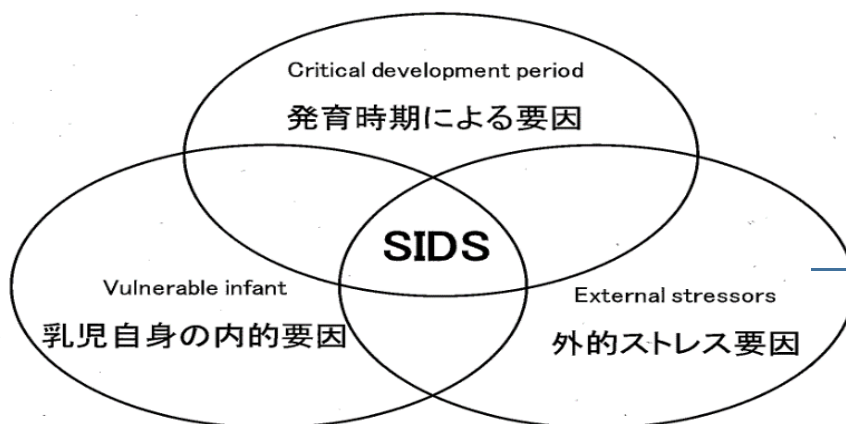 Critical development period
発育時期による要因
SIDS
Vulnerable infant
乳児自身の内的要因
External stressors
外的ストレス要因